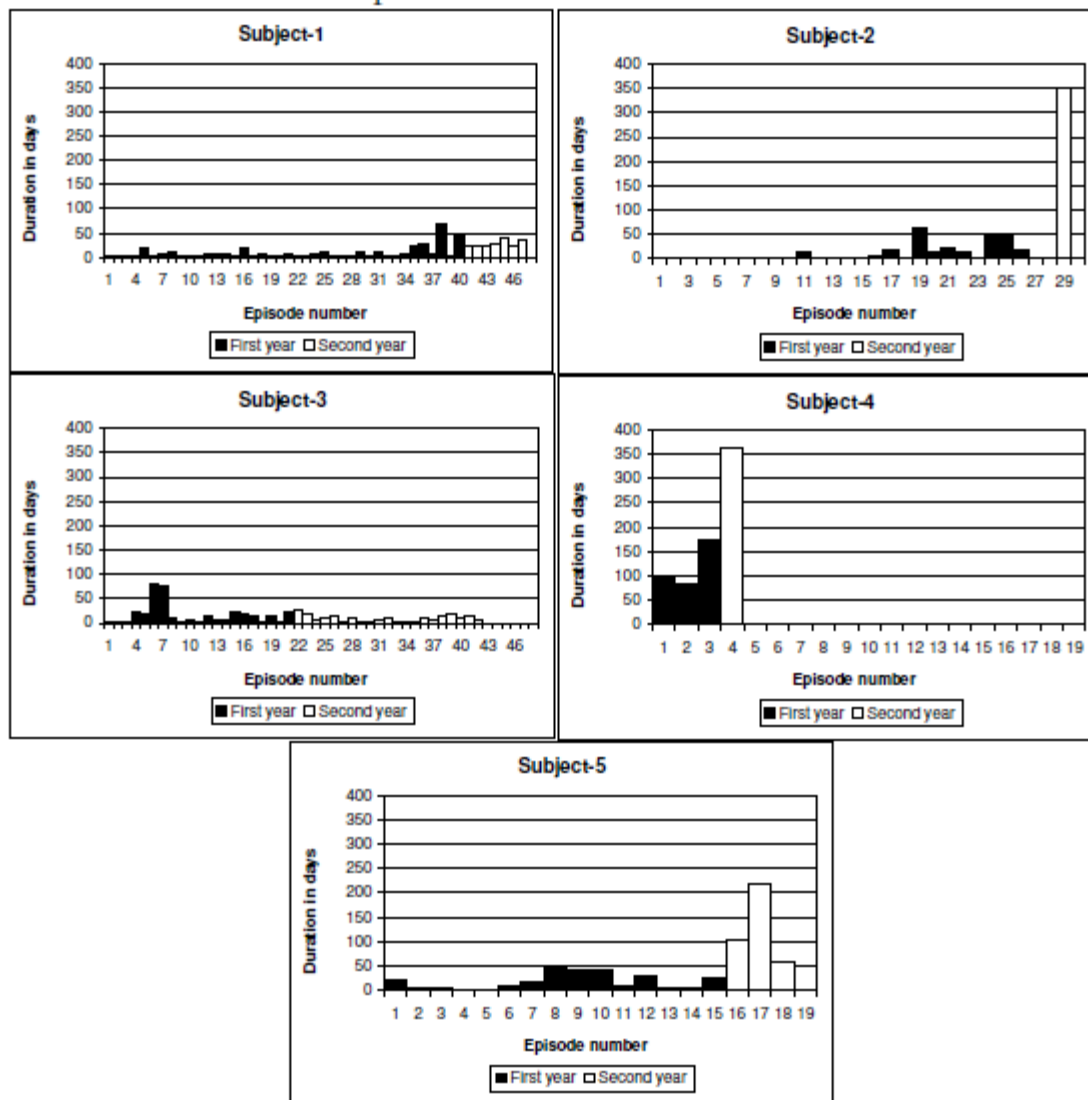 Subject-1
400
350
300
250
200
150
100
50
0
Duration in days
1 4 7 10 13 16 19 22 25 28 31 34 37 40 43 46
Episode number
First year Second year
Subject-2
400
350
300
250
200
150
100
50
0
Duration in days
1 3 5 7 9 11 13 15 17 19 21 23 25 27 29
Episode number
First year Second year
Subject-3
400
350
300
250
200
150
100
50
0
Duration in days
1 4 7 10 13 16 19 22 25 28 31 34 37 40 43 46
Episode number
First year Second year
Subject-4
400
350
300
250
200
150
100
50
0
Duration in days
1 2 3 4 5 6 7 8 9 10 11 12 13 14 15 16 17 18 19
Episode number
First year Second year
Subject-5
400
350
300
250
200
150
100
50
0
Duration in days
1 2 3 4 5 6 7 8 9 10 11 12 13 14 15 16 17 18 19
Episode number
First year Second year